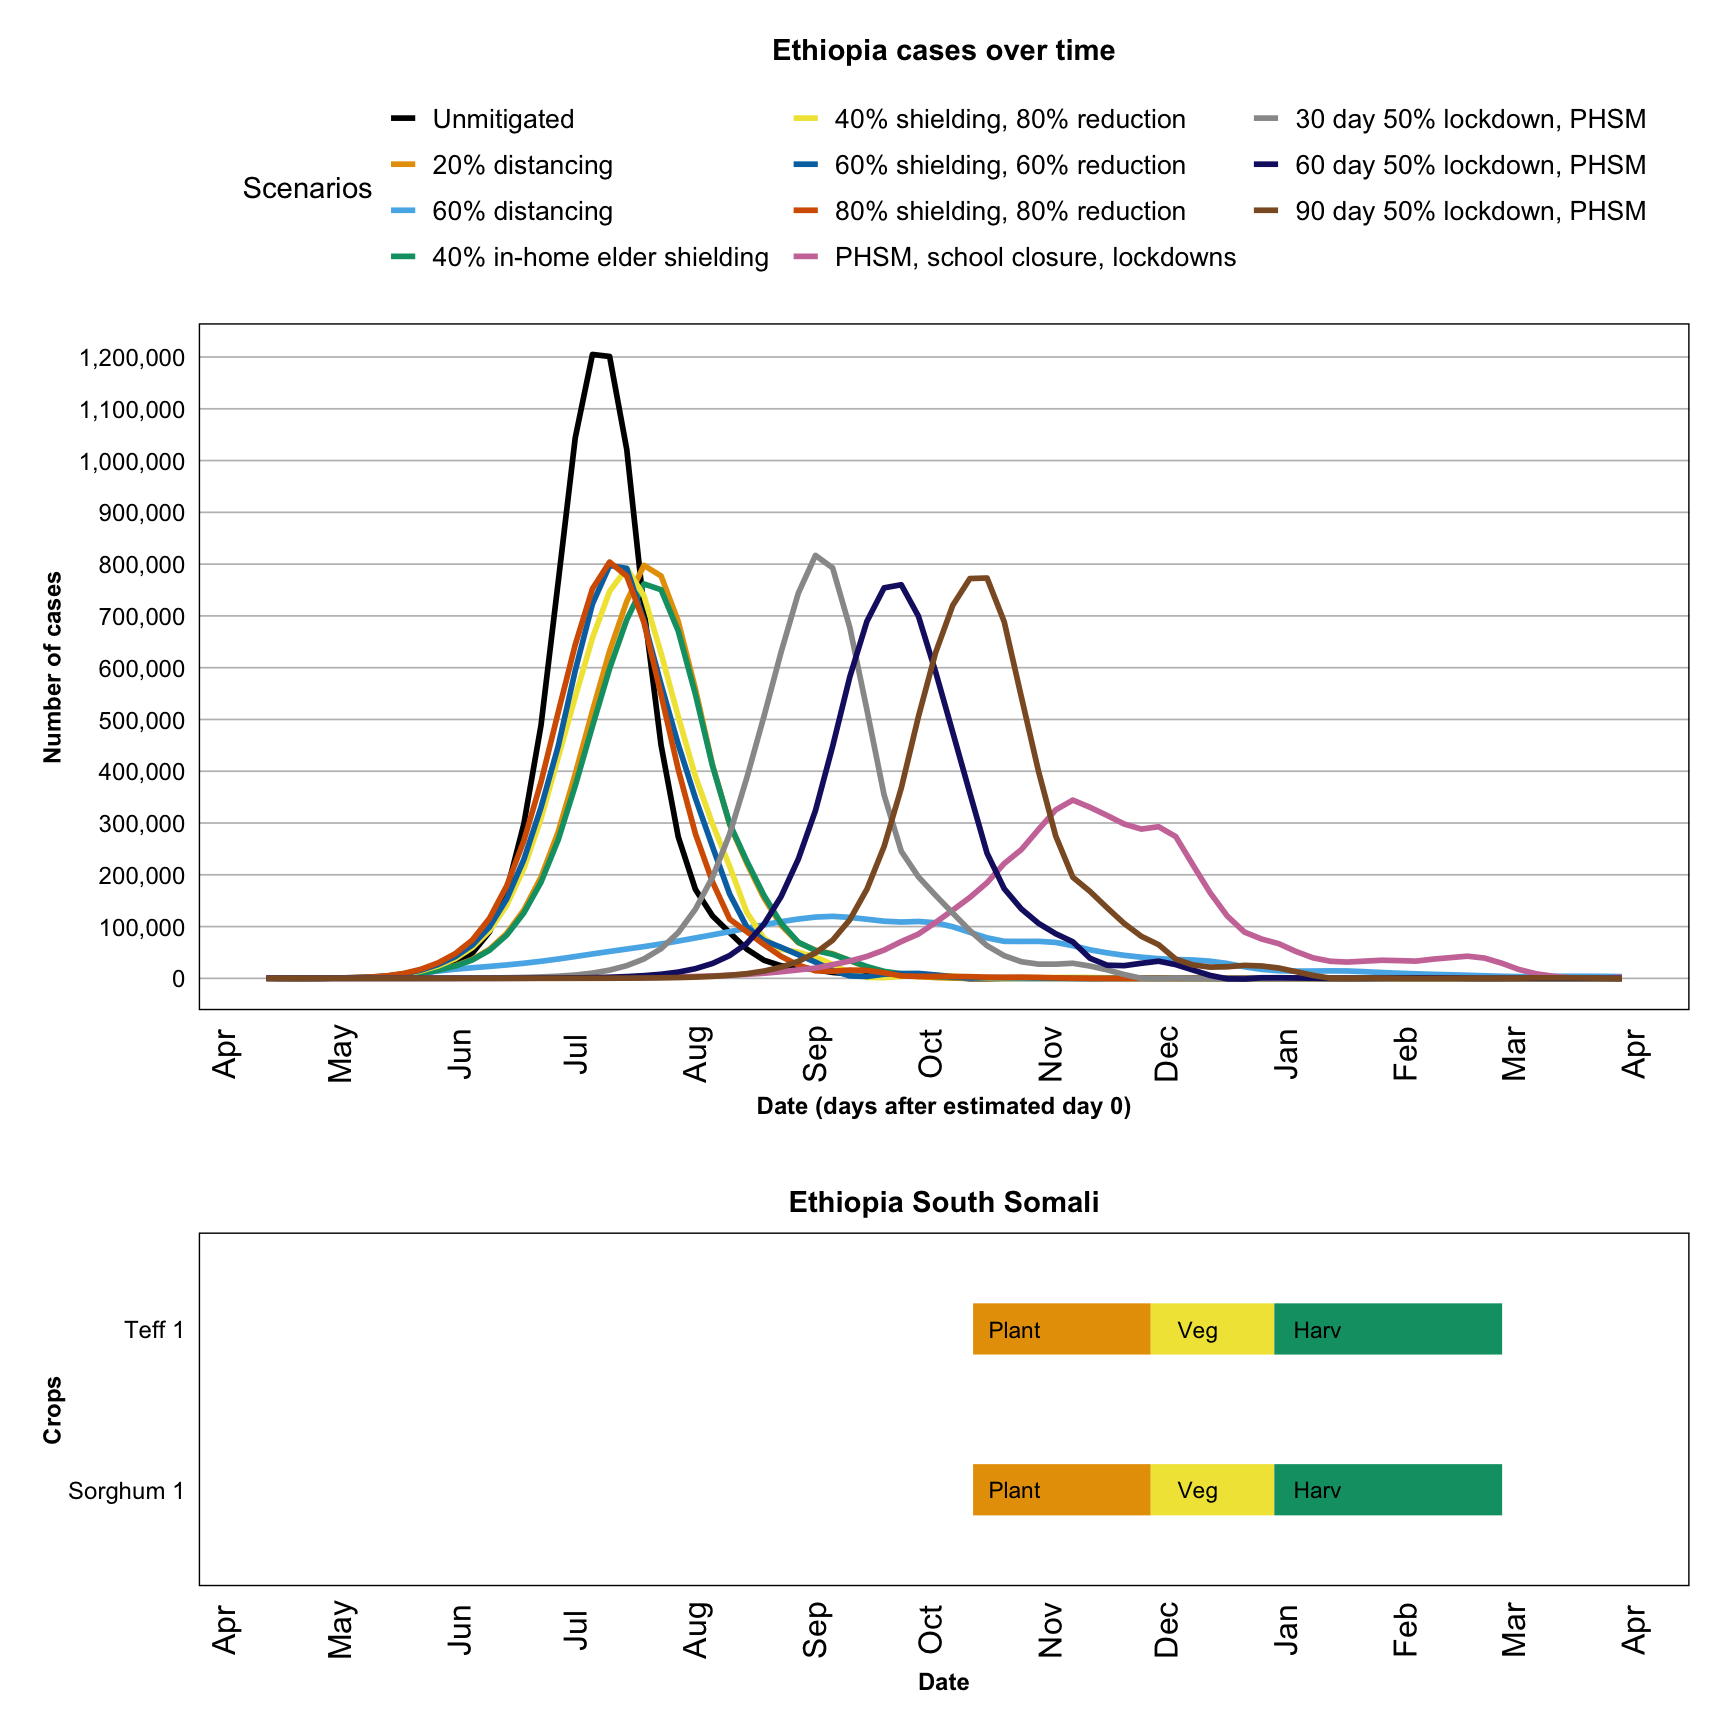 Ethiopia cases over time
Scenarios
Unmitigated
20% distancing
60% distancing
40% in-home elder shielding
40% shielding, 80% reduction
60% shielding, 60% reduction
80% shielding, 80% reduction
PHSM, school closure, lockdowns
30 day 50% lockdown, PHSM
60 day 50% lockdown, PHSM
90 day 50% lockdown, PHSM
Number of cases
1,200,000
1,100,000
1,000,000
900,000
800,000
700,000
600,000
500,000
400,000
300,000
200,000
100,000
0
Apr May Jun Jul Aug Sep Oct Nov Dec Jan Feb Mar Apr
Date (days after estimated day 0)
Ethiopia South Somali
Crops
Teff 1
Plant Veg Harv
Sorghum 1
Plant Veg Harv
Apr May Jun Jul Aug Sep Oct Nov Dec Jan Feb Mar Apr
Date